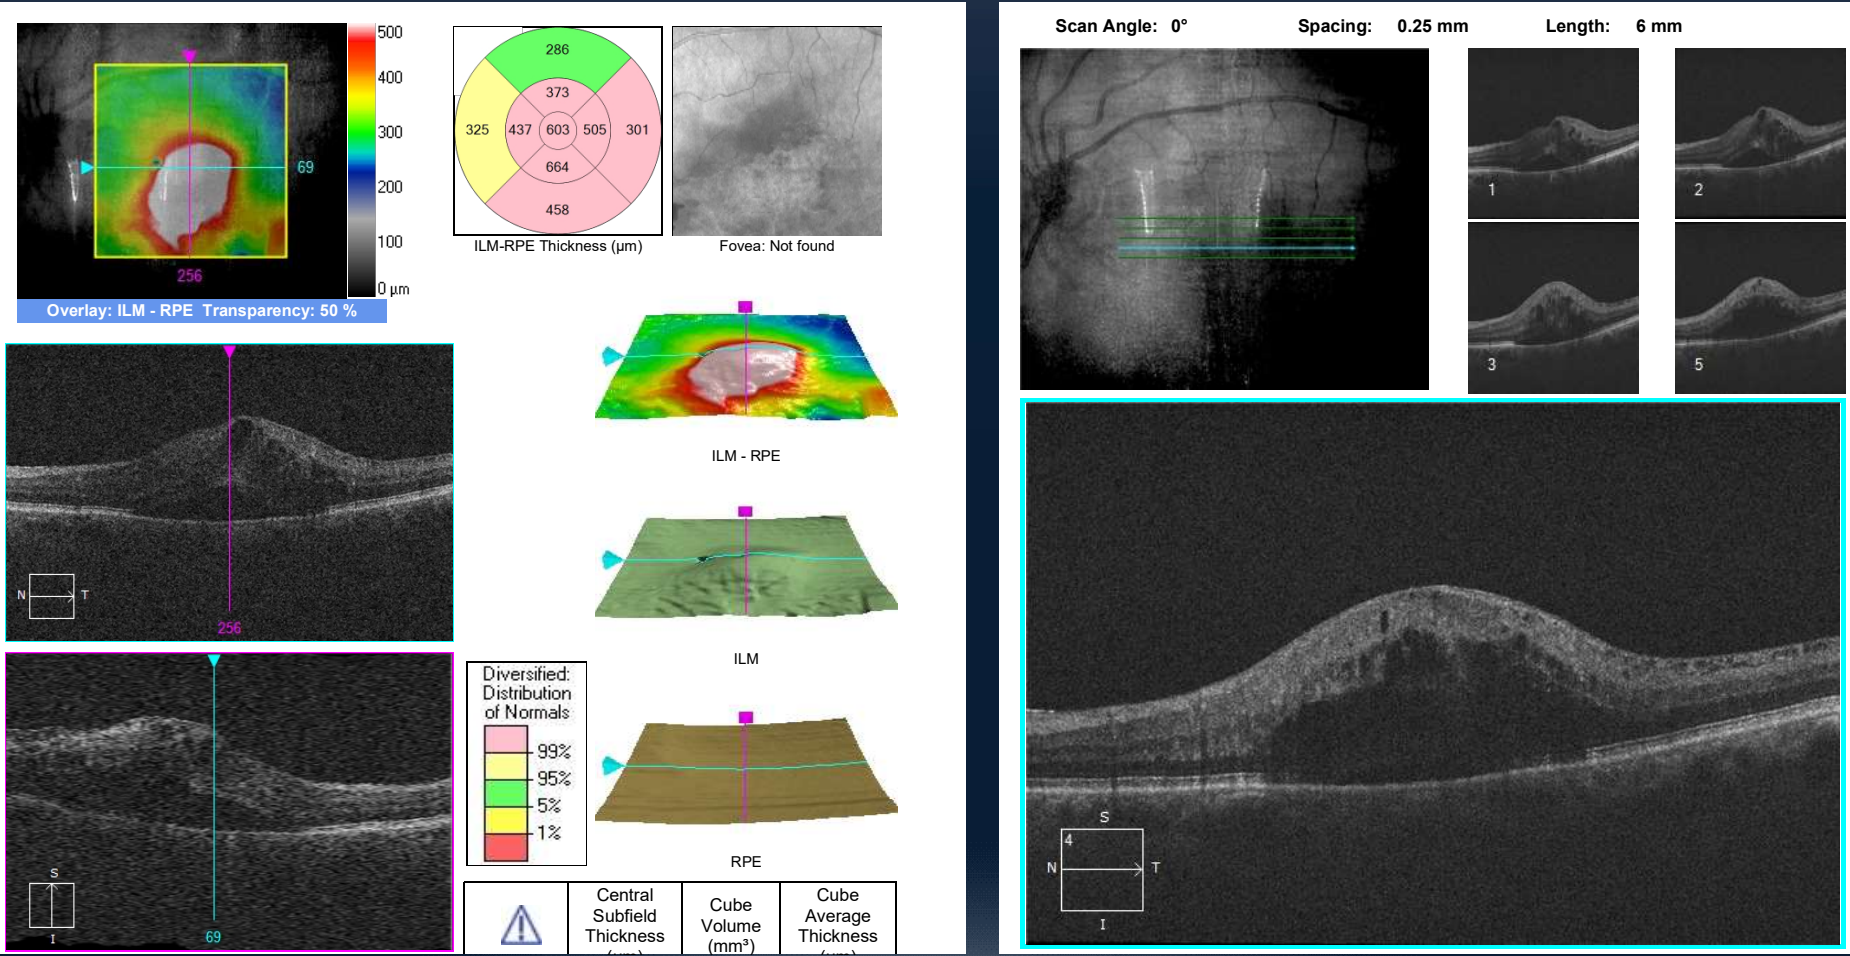 500
400
300
200
100
0 µm
69
256
Overlay: ILM - RPE Transparency: 50 %
286
373
325
437
603
505
301
664
458
ILM-RPE Thickness (µm)
Fovea: Not found
N
T
256
S
I
69
ILM - RPE
ILM
RPE
Diversified:
Distribution
of Normals
99%
95%
5%
1%
Central
Subfield
Thickness
Cube
Volume
(mm³)
Cube
Average
Thickness
Scan Angle: 0°
Spacing: 0.25 mm
Length: 6 mm
1
2
3
5
S
4
N
T
I